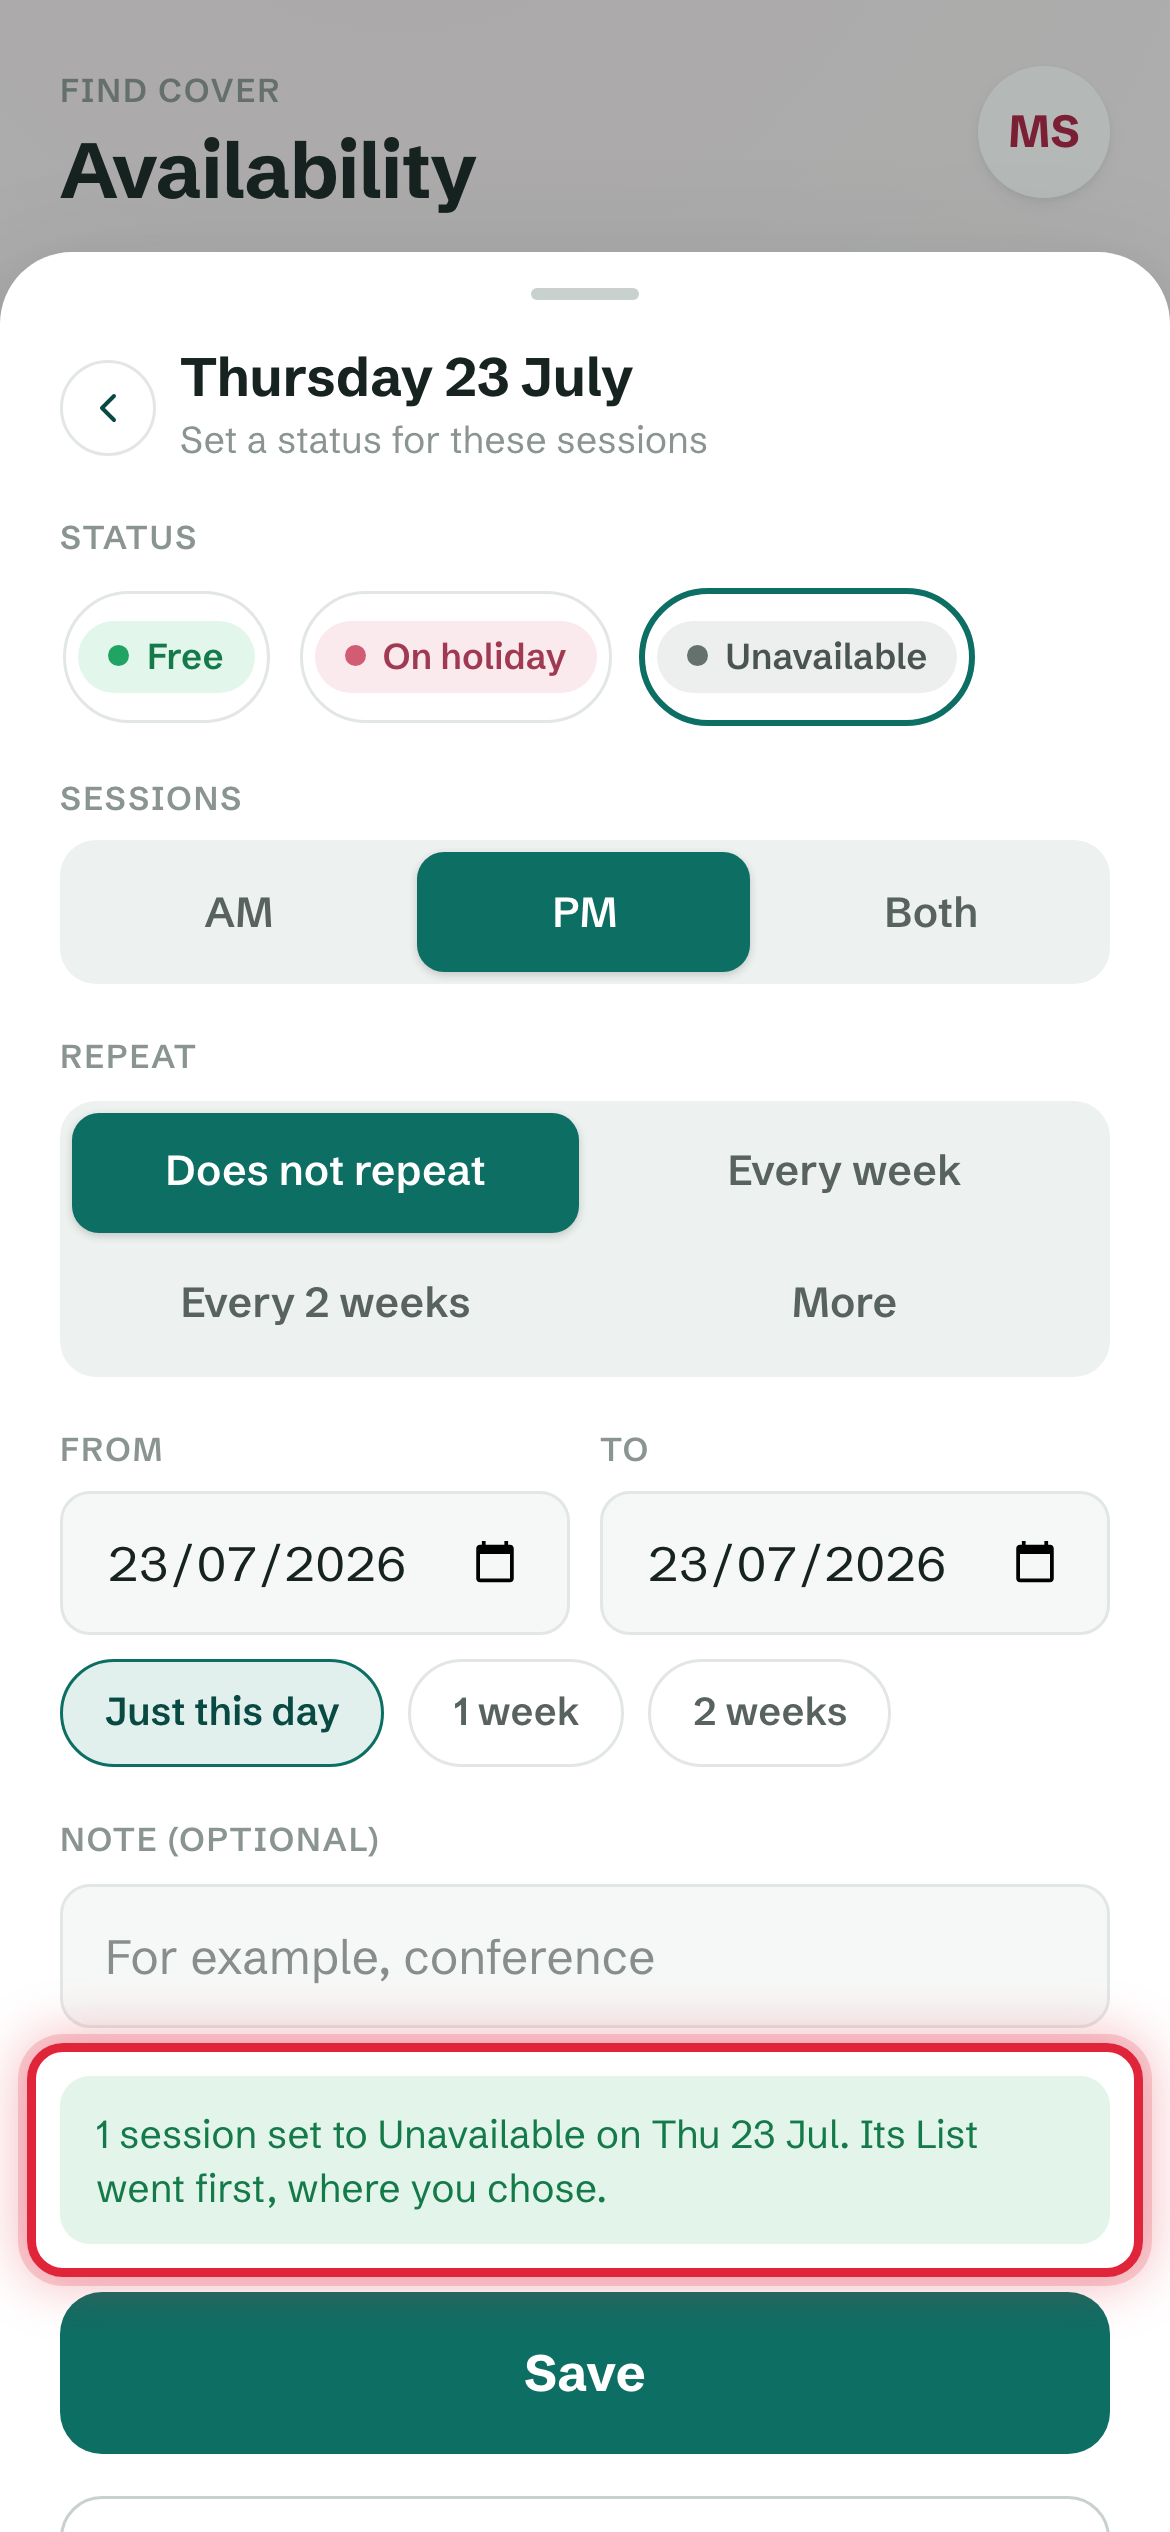 FIND COVER
Availability
MS
Thursday 23 July
Set a status for these sessions
STATUS
Free
On holiday
Unavailable
SESSIONS
AM
PM
Both
REPEAT
Does not repeat
Every week
Every 2 weeks
More
FROM
TO
23/07/2026
23/07/2026
Just this day
1 week
2 weeks
NOTE (OPTIONAL)
For example, conference
1 session set to Unavailable on Thu 23 Jul. Its List
went first, where you chose.
Save